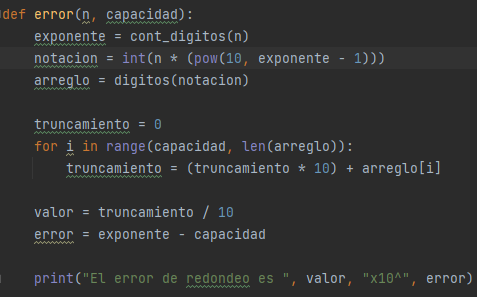 def error(n, capacidad):
    exponente = cont_digitos(n)
    notacion = int(n * (pow(10, exponente - 1)))
    arreglo = digitos(notacion)

    truncamiento = 0
    for i in range(capacidad, len(arreglo)):
        truncamiento = (truncamiento * 10) + arreglo[i]

    valor = truncamiento / 10
    error = exponente - capacidad

    print("El error de redondeo es ", valor, "x10^", error)